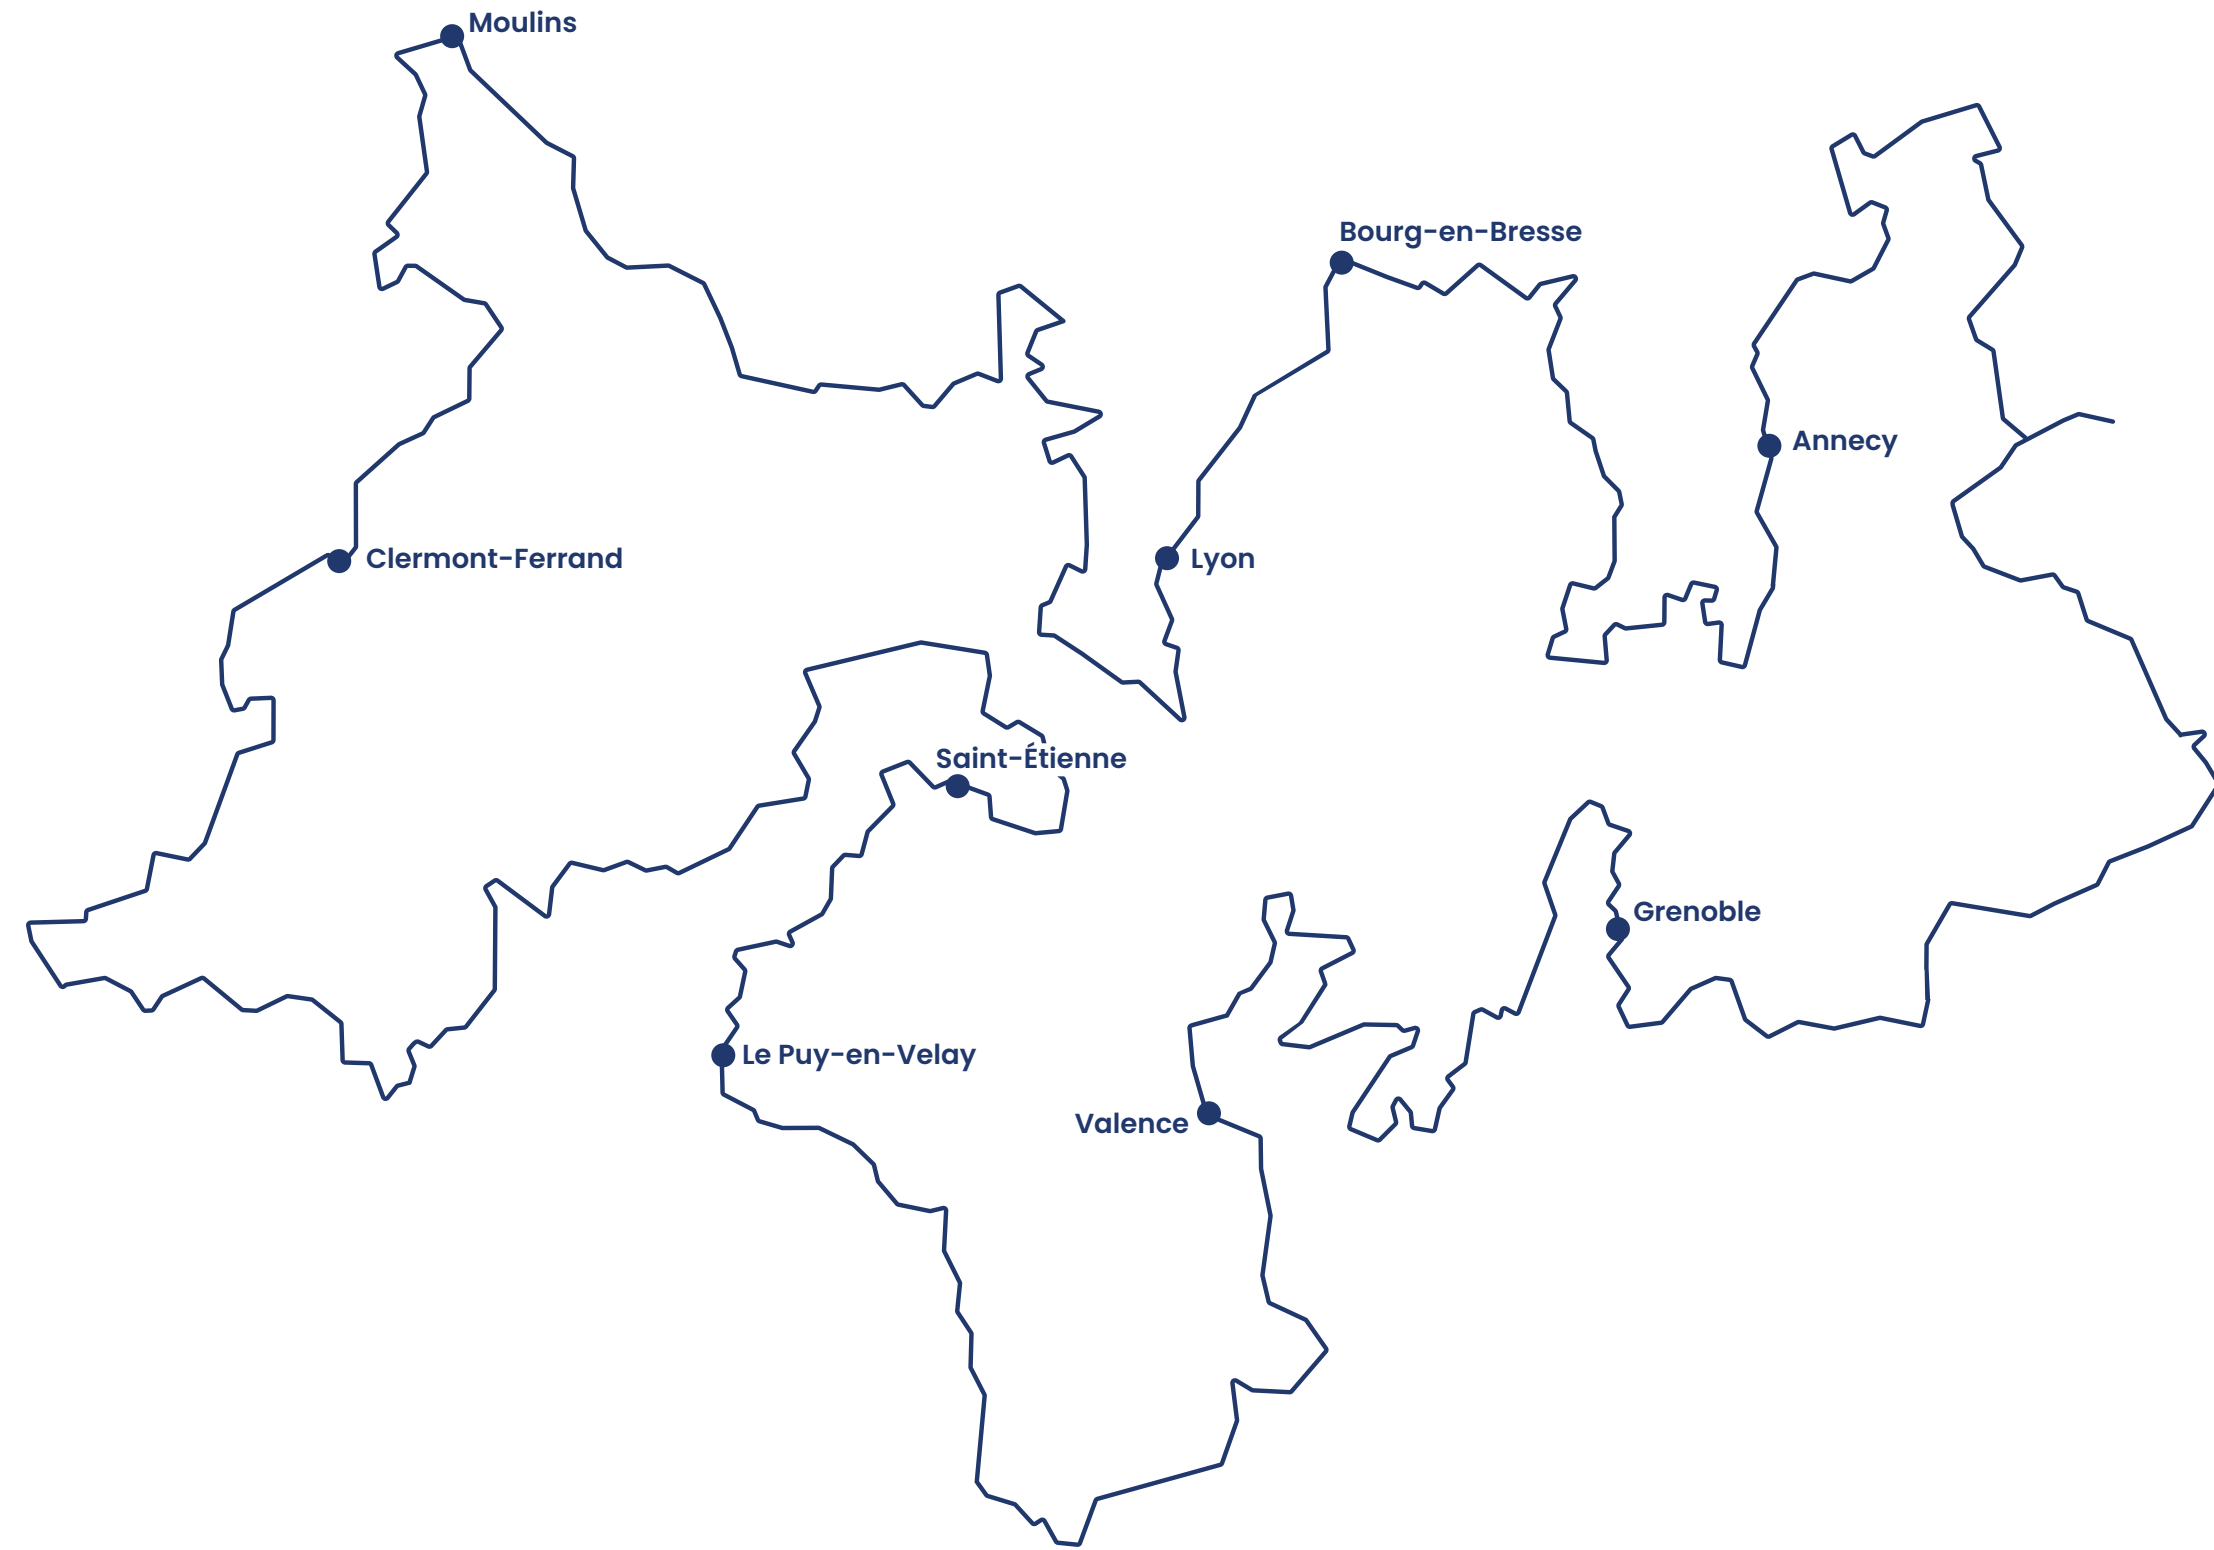 Moulins
Bourg-en-Bresse
Annecy
Clermont-Ferrand
Lyon
Saint-Étienne
Grenoble
Le Puy-en-Velay
Valence